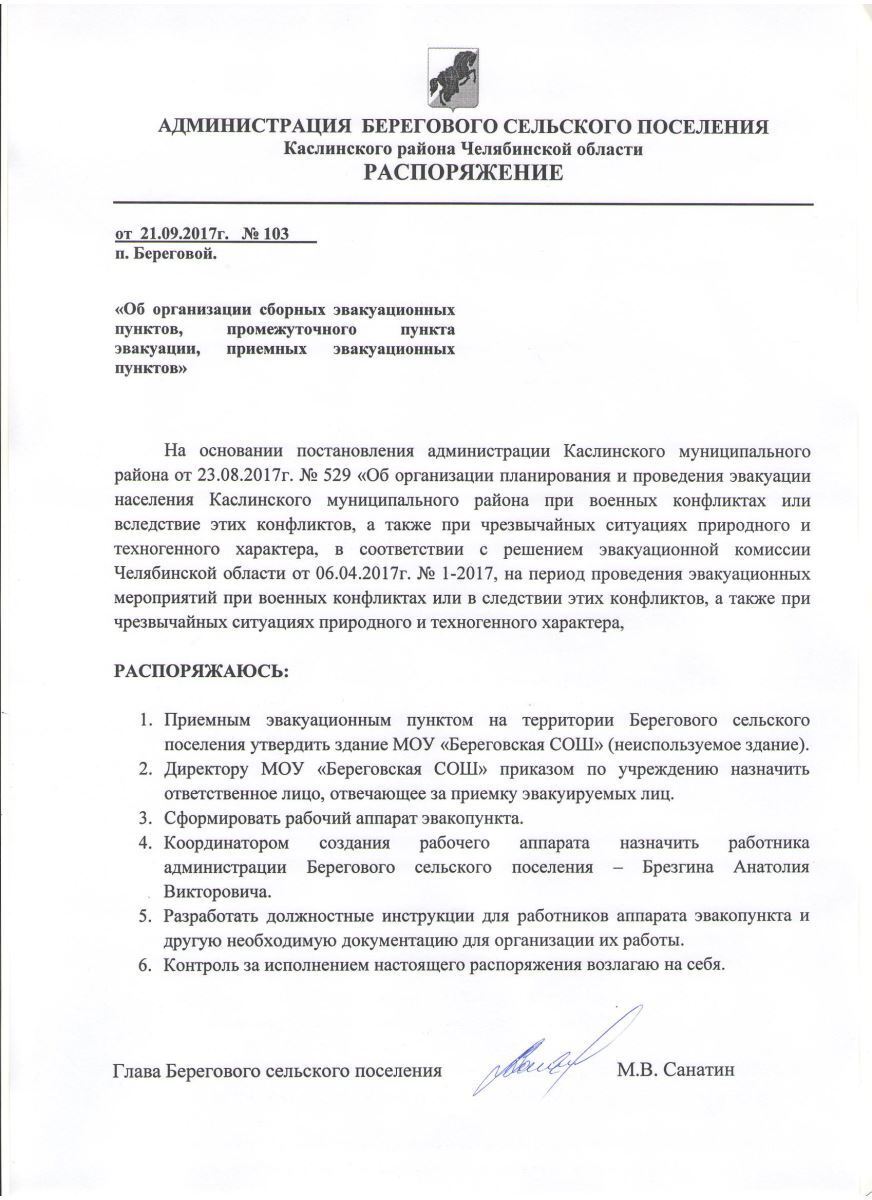 АДМИНИСТРАЦИЯ БЕРЕГОВОГО СЕЛЬСКОГО ПОСЕЛЕНИЯ
Каслинского района Челябинской области
РАСПОРЯЖЕНИЕ
от 21.09.2017г. № 103
п. Береговой.
«Об организации сборных эвакуационных
пунктов, промежуточного пункта
эвакуации, приемных эвакуационных
пунктов»
На основании постановления администрации Каслинского муниципального
района от 23.08.2017г. № 529 «Об организации планирования и проведения эвакуации
населения Каслинского муниципального района при военных конфликтах или
вследствие этих конфликтов, а также при чрезвычайных ситуациях природного и
техногенного характера, в соответствии с решением эвакуационной комиссии
Челябинской области от 06.04.2017г. № 1-2017, на период проведения эвакуационных
мероприятий при военных конфликтах или в следствии этих конфликтов, а также при
чрезвычайных ситуациях природного и техногенного характера,
РАСПОРЯЖАЮСЬ:
1. Приемным эвакуационным пунктом на территории Берегового сельского
поселения утвердить здание МОУ «Береговская СОШ» (неиспользуемое здание).
2. Директору МОУ «Береговская СОШ» приказом по учреждению назначить
ответственное лицо, отвечающее за приемку эвакуируемых лиц.
3. Сформировать рабочий аппарат эвакопункта.
4. Координатором создания рабочего аппарата назначить работника
администрации Берегового сельского поселения – Брезгина Анатолия
Викторовича.
5. Разработать должностные инструкции для работников аппарата эвакопункта и
другую необходимую документацию для организации их работы.
6. Контроль за исполнением настоящего распоряжения возлагаю на себя.
Глава Берегового сельского поселения М.В. Санатин